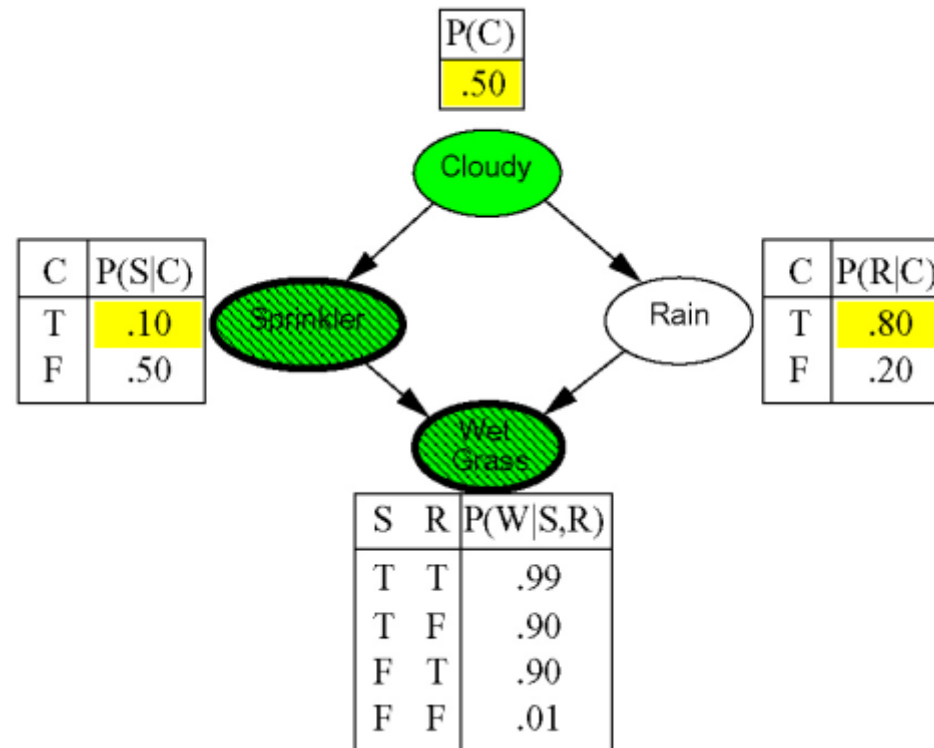 P(C)
.50
Cloudy
C P(S|C)
T .10
F .50
Sprinkler
Rain
C P(R|C)
T .80
F .20
Wet
Grass
S R P(W|S,R)
T T .99
T F .90
F T .90
F F .01